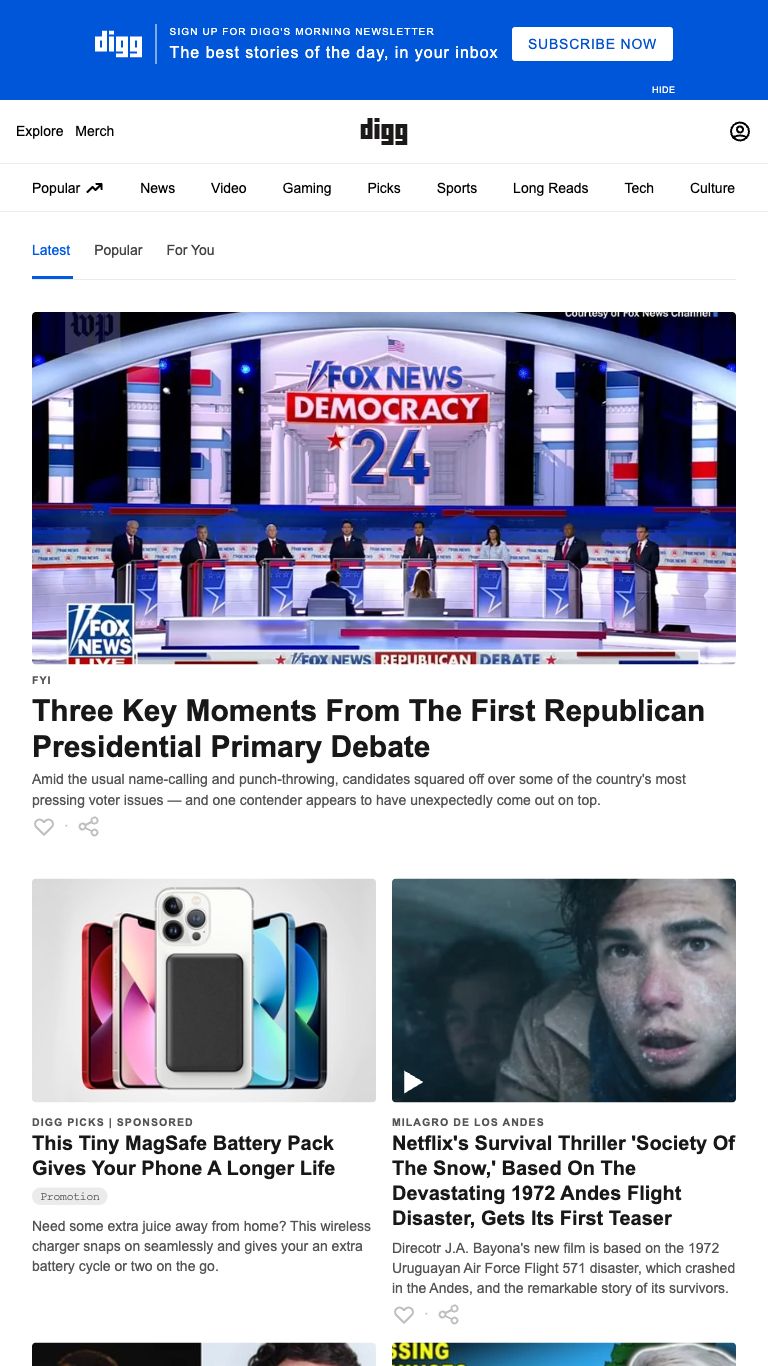 digg
SIGN UP FOR DIGG'S MORNING NEWSLETTER
The best stories of the day, in your inbox
SUBSCRIBE NOW
HIDE
Explore Merch
digg
Popular News Video Gaming Picks Sports Long Reads Tech Culture
Latest Popular For You
wp
Courtesy of Fox News Channel
FOX NEWS
DEMOCRACY
'24
FOX
NEWS
LIVE
FOX NEWS REPUBLICAN DEBATE
FYI
Three Key Moments From The First Republican
Presidential Primary Debate
Amid the usual name-calling and punch-throwing, candidates squared off over some of the country's most
pressing voter issues — and one contender appears to have unexpectedly come out on top.
DIGG PICKS | SPONSORED
This Tiny MagSafe Battery Pack
Gives Your Phone A Longer Life
Promotion
Need some extra juice away from home? This wireless
charger snaps on seamlessly and gives your an extra
battery cycle or two on the go.
MILAGRO DE LOS ANDES
Netflix's Survival Thriller 'Society Of
The Snow,' Based On The
Devastating 1972 Andes Flight
Disaster, Gets Its First Teaser
Direcotr J.A. Bayona's new film is based on the 1972
Uruguayan Air Force Flight 571 disaster, which crashed
in the Andes, and the remarkable story of its survivors.